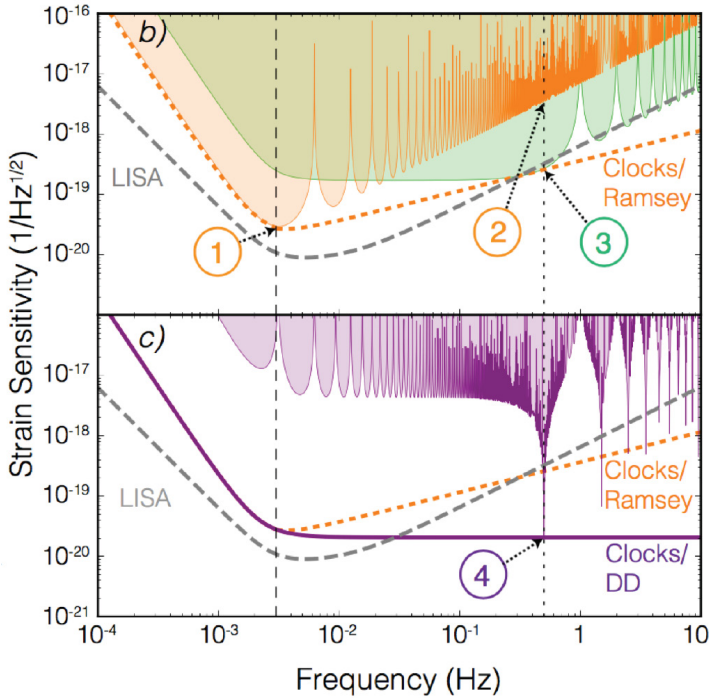 Strain Sensitivity (1/Hz^1/2)
10^-16
b)
10^-17
10^-18
LISA
Clocks/
Ramsey
10^-19
1
2
3
10^-20
c)
10^-17
10^-18
Clocks/
Ramsey
LISA
10^-19
10^-20
4
Clocks/
DD
10^-21
10^-4
10^-3
10^-2
10^-1
1
10
Frequency (Hz)